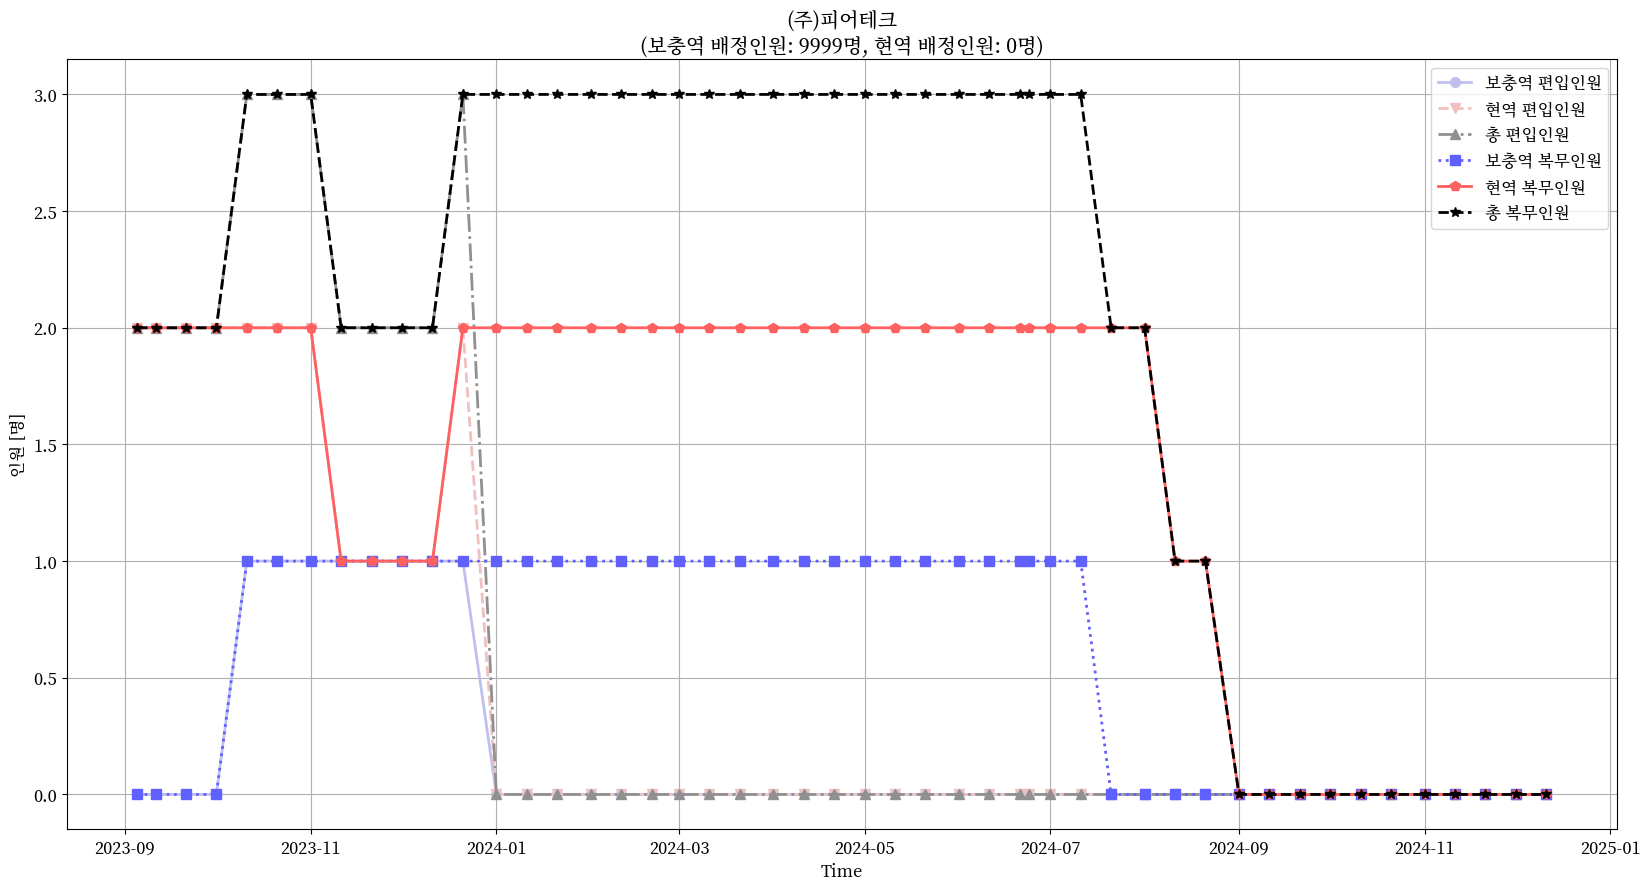 (주)피어테크
(보충역 배정인원: 9999명, 현역 배정인원: 0명)
보충역 편입인원
현역 편입인원
총 편입인원
보충역 복무인원
현역 복무인원
총 복무인원
3.0
2.5
2.0
1.5
1.0
0.5
0.0
인원 [명]
2023-09
2023-11
2024-01
2024-03
2024-05
2024-07
2024-09
2024-11
2025-01
Time